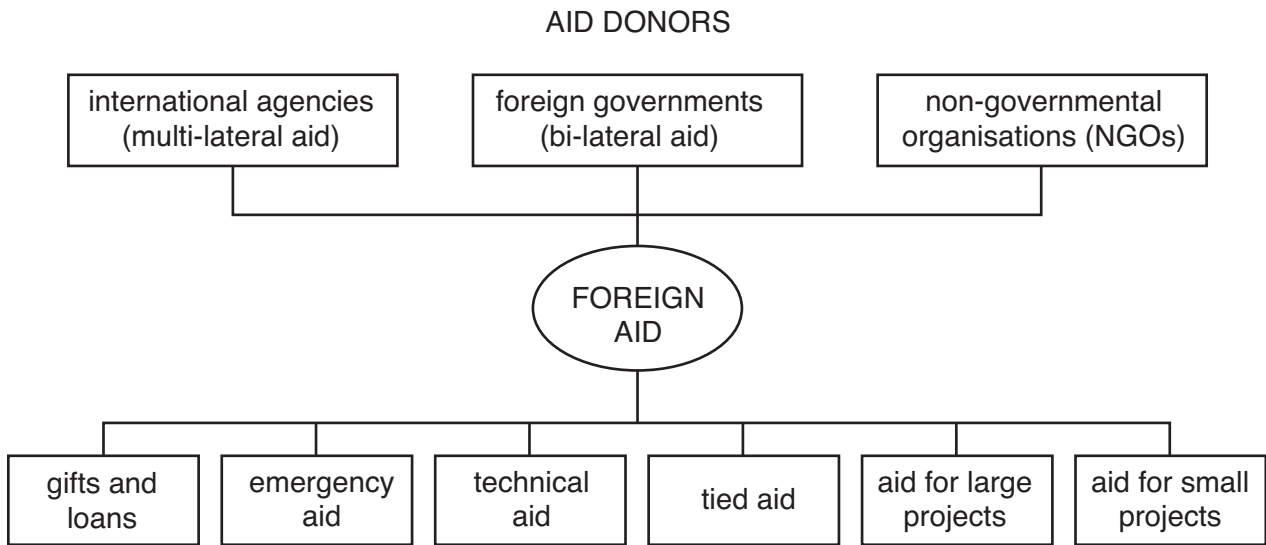 AID DONORS
international agencies
(multi-lateral aid)
foreign governments
(bi-lateral aid)
non-governmental
organisations (NGOs)
FOREIGN
AID
gifts and
loans
emergency
aid
technical
aid
tied aid
aid for large
projects
aid for small
projects